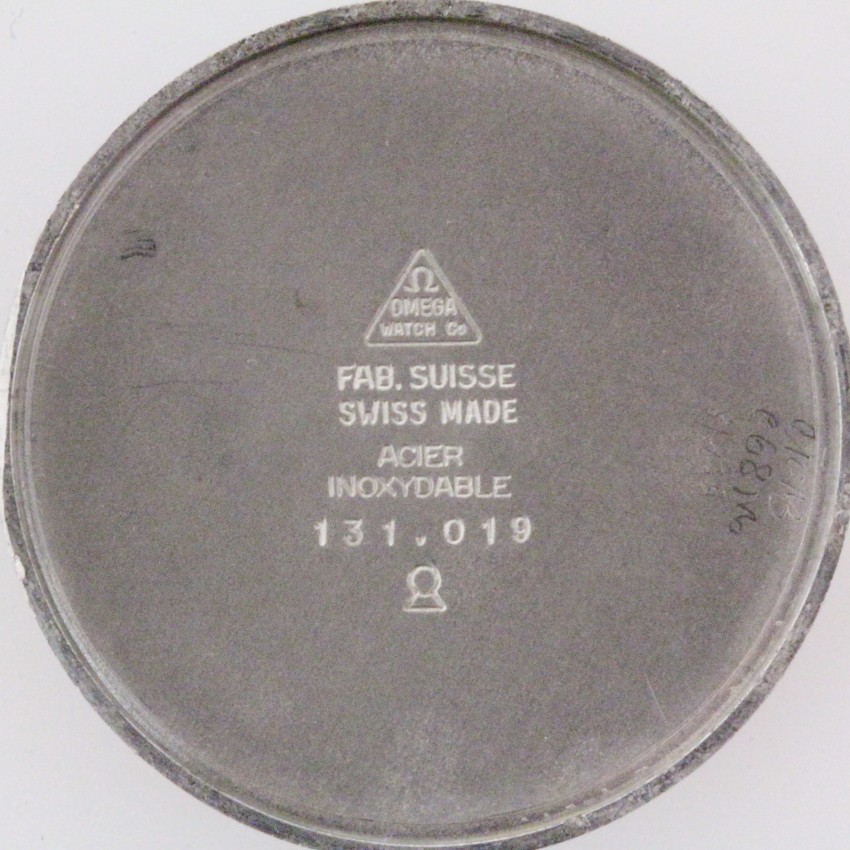 Ω
OMEGA
WATCH Co
FAB. SUISSE
SWISS MADE
ACIER
INOXYDABLE
131.019